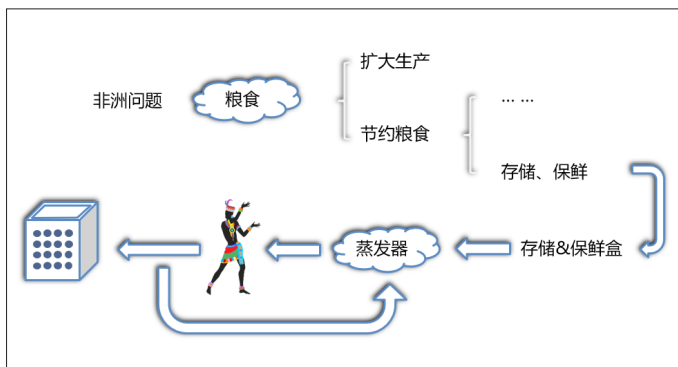 扩大生产
非洲问题
粮食
... ...
节约粮食
存储、保鲜
蒸发器
存储&保鲜盒